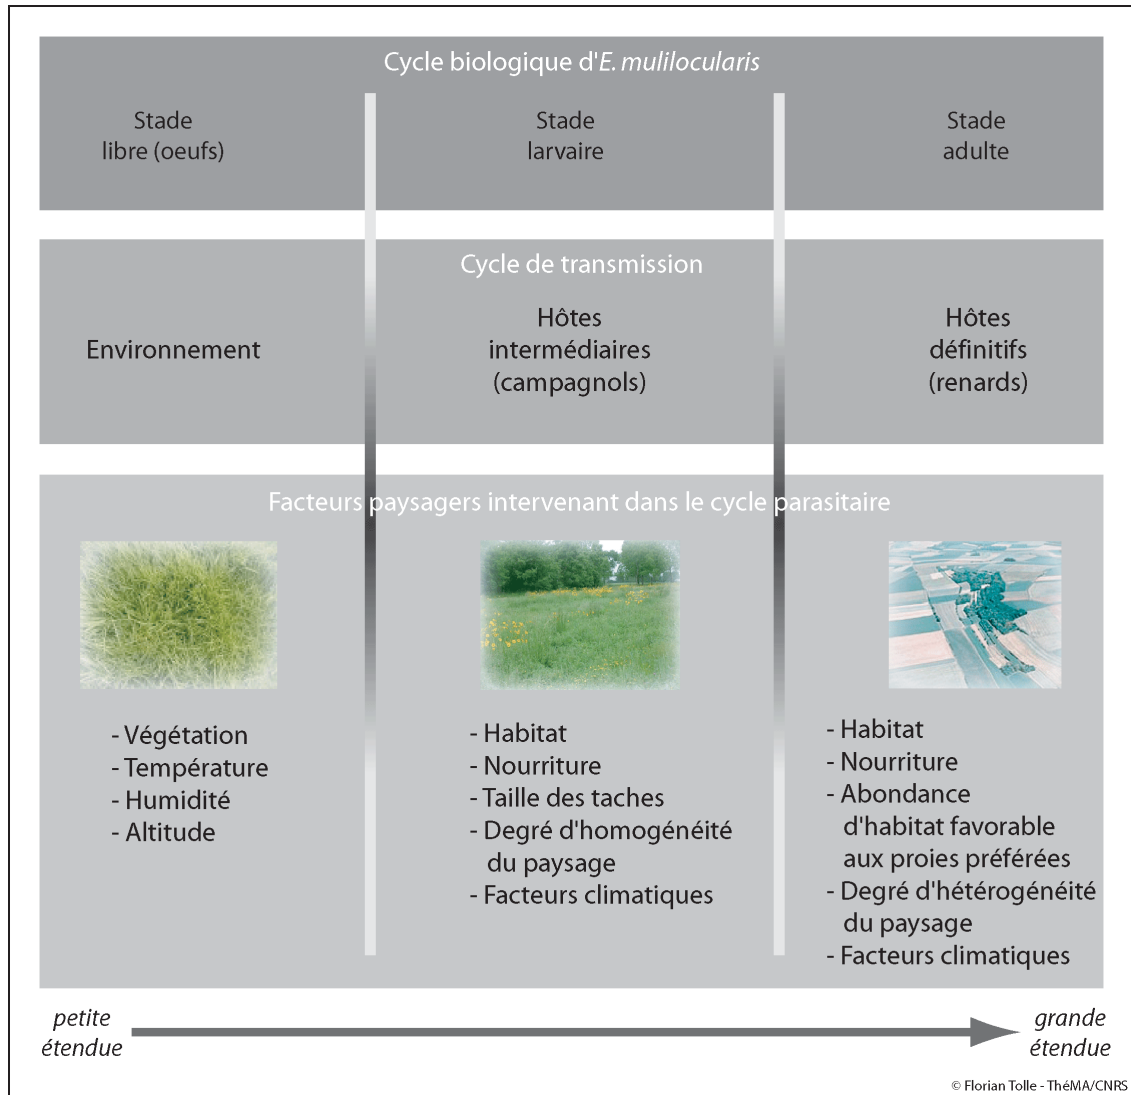 Cycle biologique d'E. mulilocularis
Stade
libre (oeufs)
Stade
larvaire
Stade
adulte
Cycle de transmission
Environnement
Hôtes
intermédiaires
(campagnols)
Hôtes
définitifs
(renards)
Facteurs paysagers intervenant dans le cycle parasitaire
- Végétation
- Température
- Humidité
- Altitude
- Habitat
- Nourriture
- Taille des taches
- Degré d'homogénéité
du paysage
- Facteurs climatiques
- Habitat
- Nourriture
- Abondance
d'habitat favorable
aux proies préférées
- Degré d'hétérogénéité
du paysage
- Facteurs climatiques
petite
étendue
grande
étendue
© Florian Tolle - ThéMA/CNRS